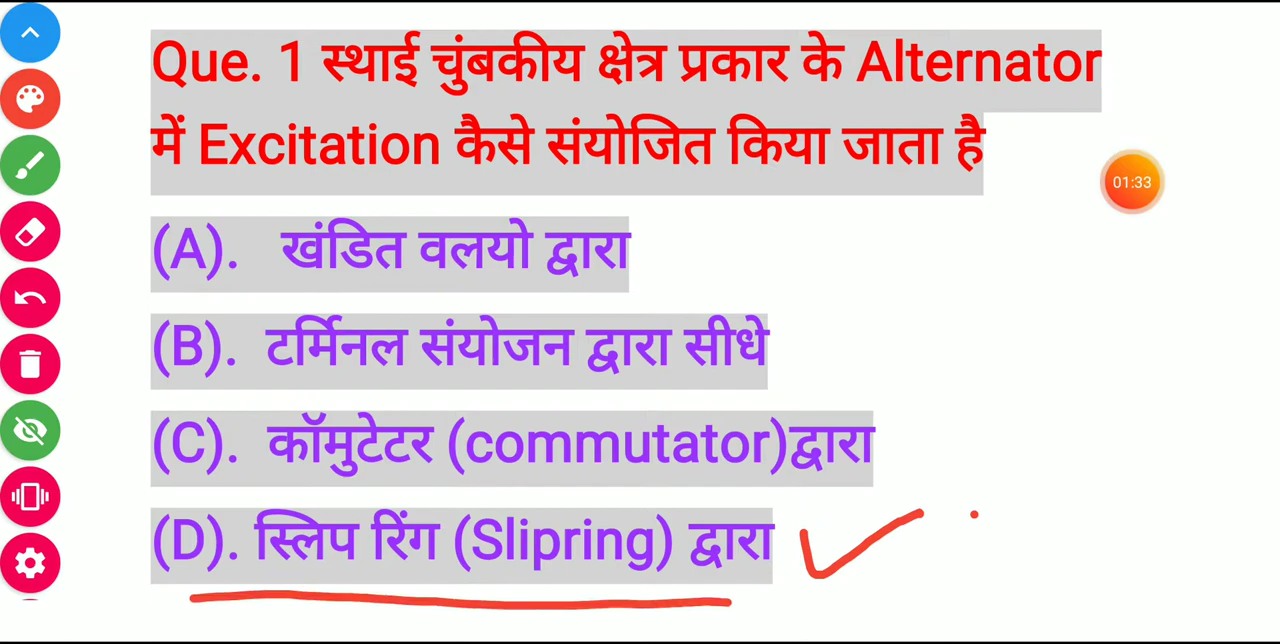 Que. 1 स्थाई चुंबकीय क्षेत्र प्रकार के Alternator
में Excitation कैसे संयोजित किया जाता है
01:33
(A). खंडित वलयो द्वारा
(B). टर्मिनल संयोजन द्वारा सीधे
(C). कॉमुटेटर (commutator)द्वारा
(D). स्लिप रिंग (Slipring) द्वारा